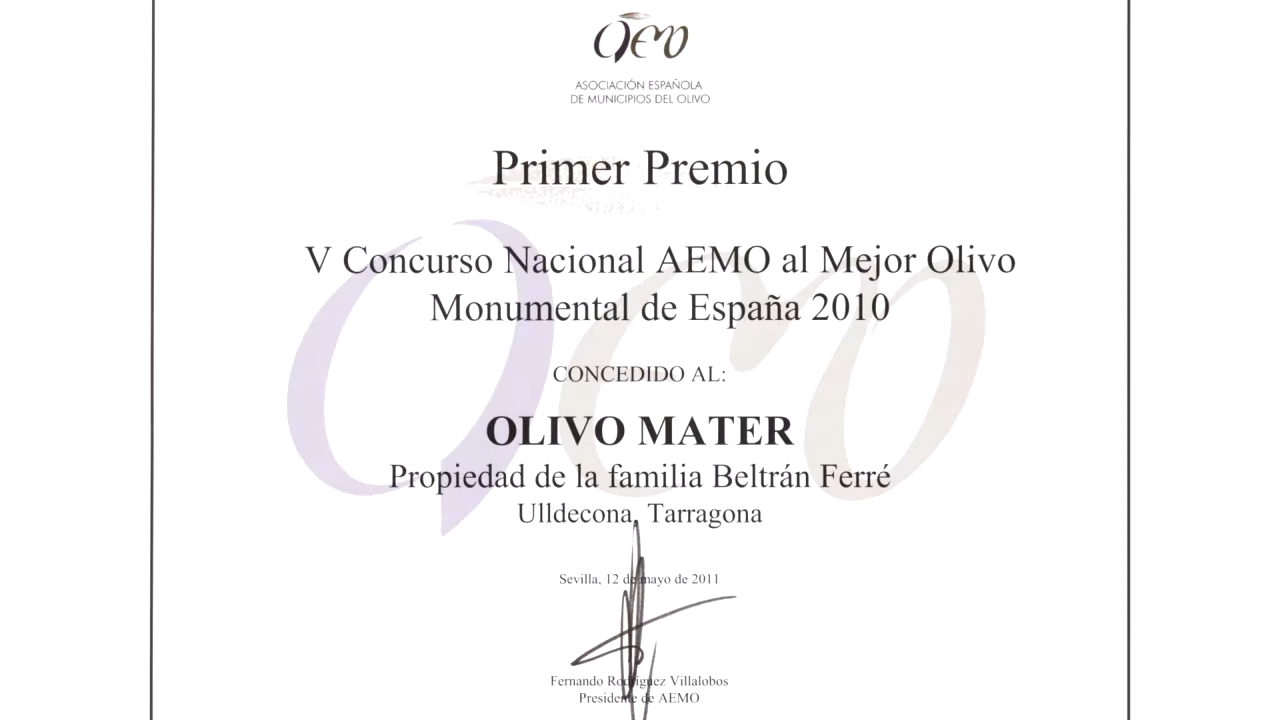 aemo
ASOCIACIÓN ESPAÑOLA
DE MUNICIPIOS DEL OLIVO
Primer Premio
V Concurso Nacional AEMO al Mejor Olivo
Monumental de España 2010
CONCEDIDO AL:
OLIVO MATER
Propiedad de la familia Beltrán Ferré
Ulldecona, Tarragona
Sevilla, 12 de mayo de 2011
Fernando Rodríguez Villalobos
Presidente de AEMO